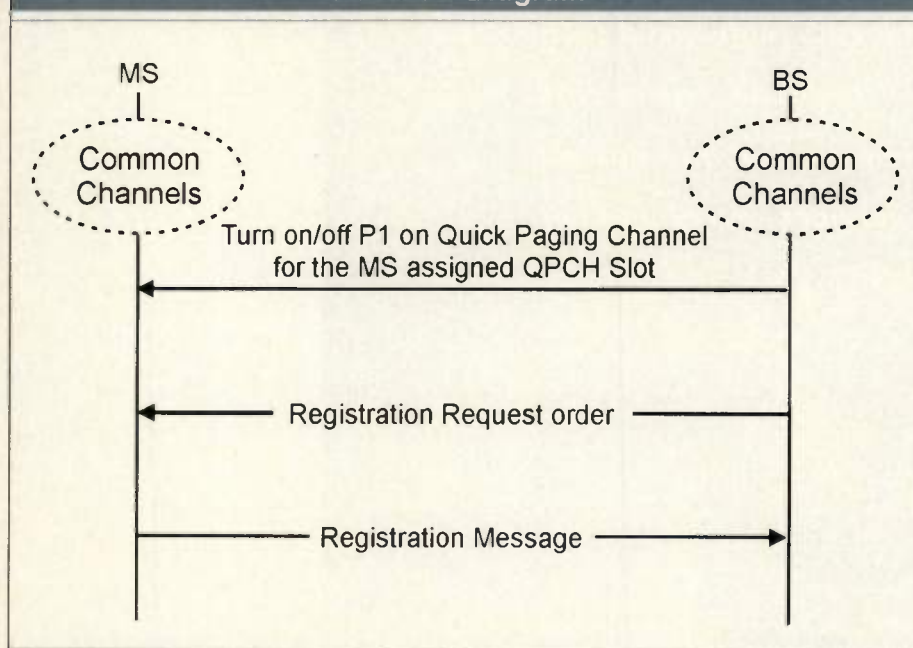 MS
BS
Common
Channels
Common
Channels
Turn on/off P1 on Quick Paging Channel
for the MS assigned QPCH Slot
Registration Request order
Registration Message